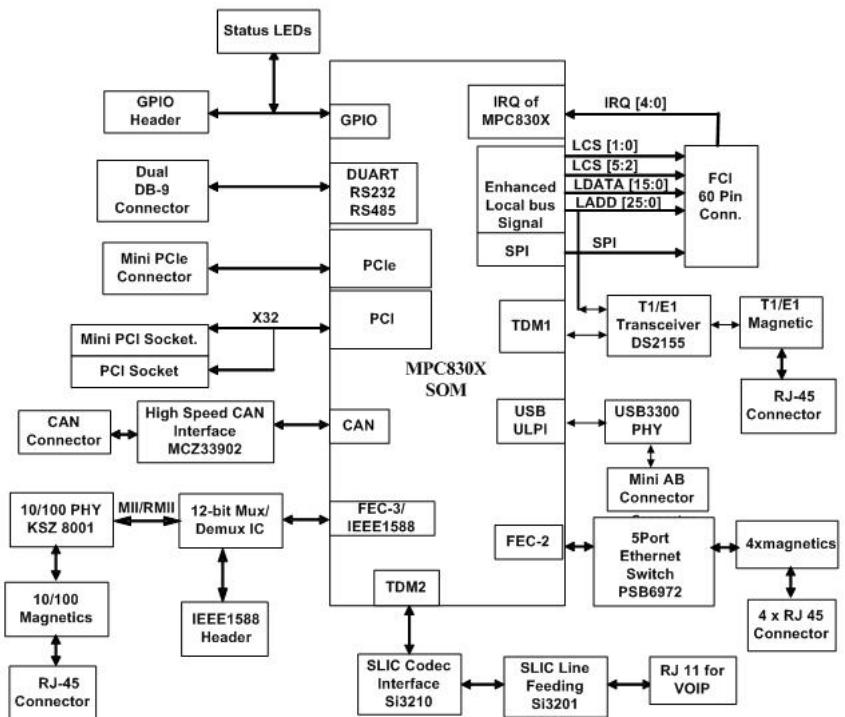 Status LEDs
GPIO
Header
GPIO
IRQ of
MPC830X
IRQ [4:0]
Dual
DB-9
Connector
DUART
RS232
RS485
Enhanced
Local bus
Signal
LCS [1:0]
LCS [5:2]
LDATA [15:0]
LADD [25:0]
FCI
60 Pin
Conn.
SPI
SPI
Mini PCIe
Connector
PCIe
X32
PCI
Mini PCI Socket.
PCI Socket
MPC830X
SOM
TDM1
T1/E1
Transceiver
DS2155
T1/E1
Magnetic
RJ-45
Connector
CAN
Connector
High Speed CAN
Interface
MCZ33902
CAN
USB
ULPI
USB3300
PHY
Mini AB
Connector
10/100 PHY
KSZ 8001
MII/RMII
12-bit Mux/
Demux IC
FEC-3/
IEEE1588
FEC-2
5Port
Ethernet
Switch
PSB6972
4xmagnetics
4 x RJ 45
Connector
10/100
Magnetics
IEEE1588
Header
RJ-45
Connector
TDM2
SLIC Codec
Interface
Si3210
SLIC Line
Feeding
Si3201
RJ 11 for
VOIP